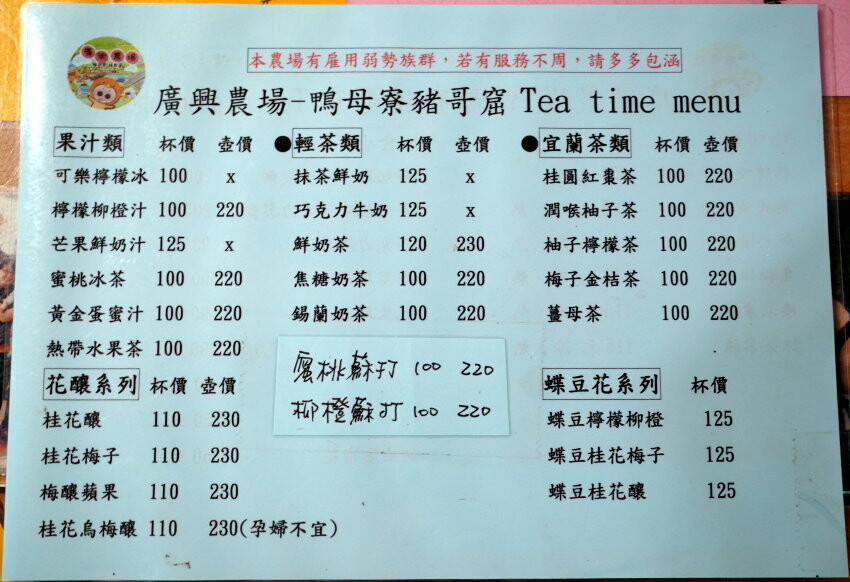 本農場有雇用弱勢族群，若有服務不周，請多多包涵
廣興農場-鴨母寮豬哥窟 Tea time menu
果汁類 杯價 壺價
可樂檸檬冰 100 x
檸檬柳橙汁 100 220
芒果鮮奶汁 125 x
蜜桃冰茶 100 220
黃金蛋蜜汁 100 220
熱帶水果茶 100 220
●輕茶類 杯價 壺價
抹茶鮮奶 125 x
巧克力牛奶 125 x
鮮奶茶 120 230
焦糖奶茶 100 220
錫蘭奶茶 100 220
●宜蘭茶類 杯價 壺價
桂圓紅棗茶 100 220
潤喉柚子茶 100 220
柚子檸檬茶 100 220
梅子金桔茶 100 220
薑母茶 100 220
桃蘇打 100 220
柳橙蘇打 100 220
花釀系列 杯價 壺價
桂花釀 110 230
桂花梅子 110 230
梅釀蘋果 110 230
桂花烏梅釀 110 230(孕婦不宜)
蝶豆花系列 杯價
蝶豆檸檬柳橙 125
蝶豆桂花梅子 125
蝶豆桂花釀 125